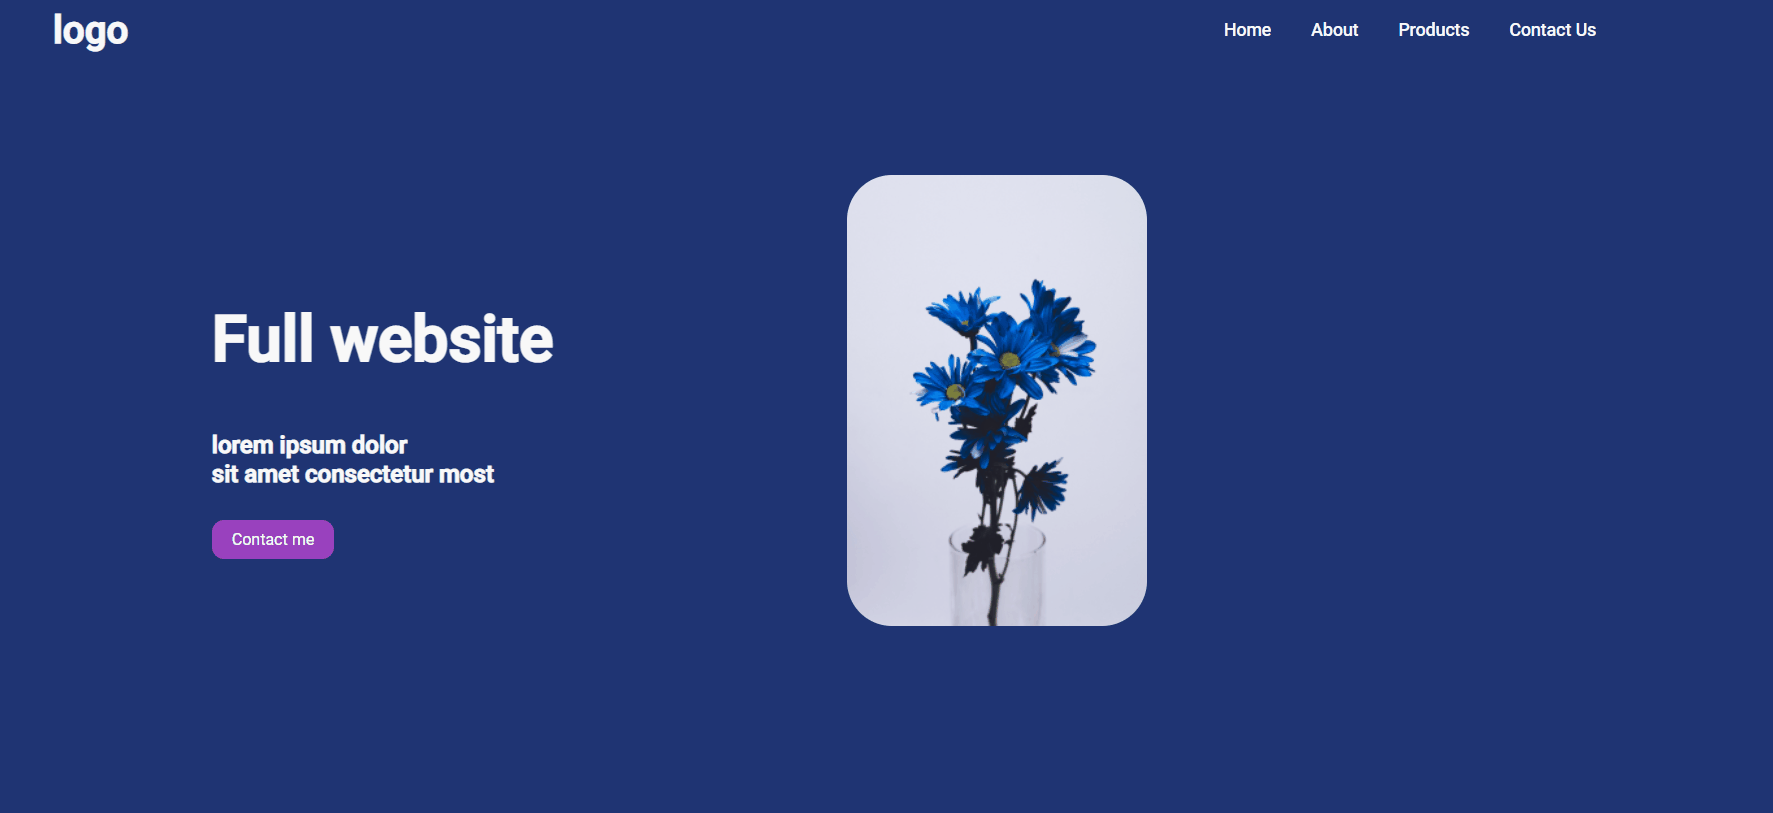 logo
Home About Products Contact Us
Full website
lorem ipsum dolor
sit amet consectetur most
Contact me